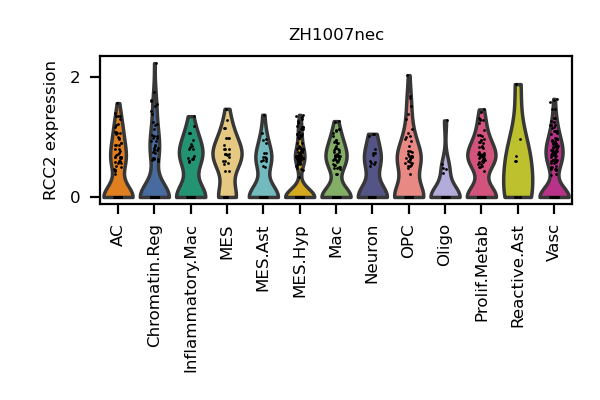 ZH1007nec
RCC2 expression
2
0
AC
Chromatin.Reg
Inflammatory.Mac
MES
MES.Ast
MES.Hyp
Mac
Neuron
OPC
Oligo
Prolif.Metab
Reactive.Ast
Vasc